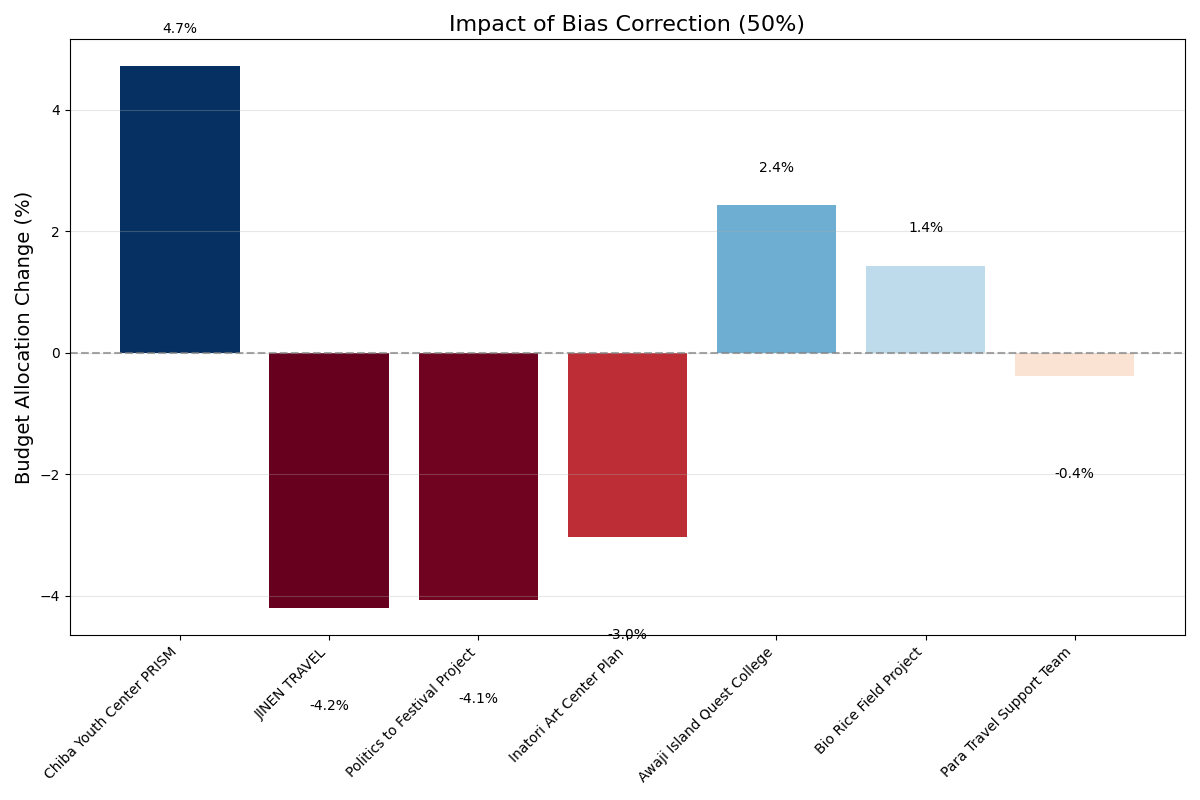 Impact of Bias Correction (50%)
Budget Allocation Change (%)
4
2
0
−2
−4
4.7%
-4.2%
-4.1%
-3.0%
2.4%
1.4%
-0.4%
Chiba Youth Center PRISM
JINEN TRAVEL
Politics to Festival Project
Inatori Art Center Plan
Awaji Island Quest College
Bio Rice Field Project
Para Travel Support Team